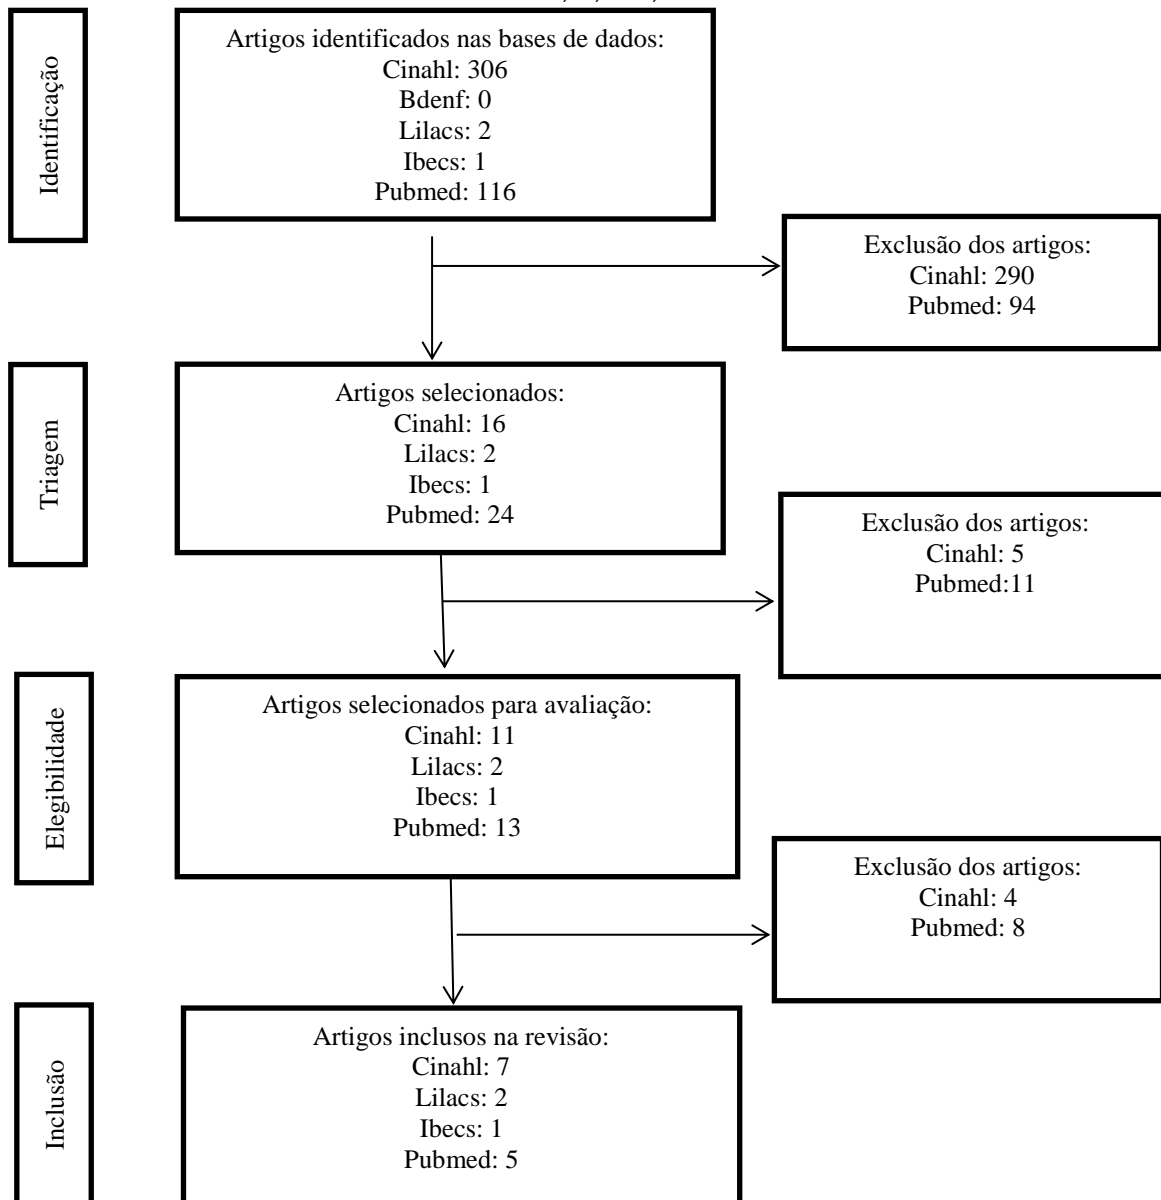 Identificação
Artigos identificados nas bases de dados:
Cinahl: 306
Bdenf: 0
Lilacs: 2
Ibecs: 1
Pubmed: 116
Exclusão dos artigos:
Cinahl: 290
Pubmed: 94
Triagem
Artigos selecionados:
Cinahl: 16
Lilacs: 2
Ibecs: 1
Pubmed: 24
Exclusão dos artigos:
Cinahl: 5
Pubmed:11
Elegibilidade
Artigos selecionados para avaliação:
Cinahl: 11
Lilacs: 2
Ibecs: 1
Pubmed: 13
Exclusão dos artigos:
Cinahl: 4
Pubmed: 8
Inclusão
Artigos inclusos na revisão:
Cinahl: 7
Lilacs: 2
Ibecs: 1
Pubmed: 5